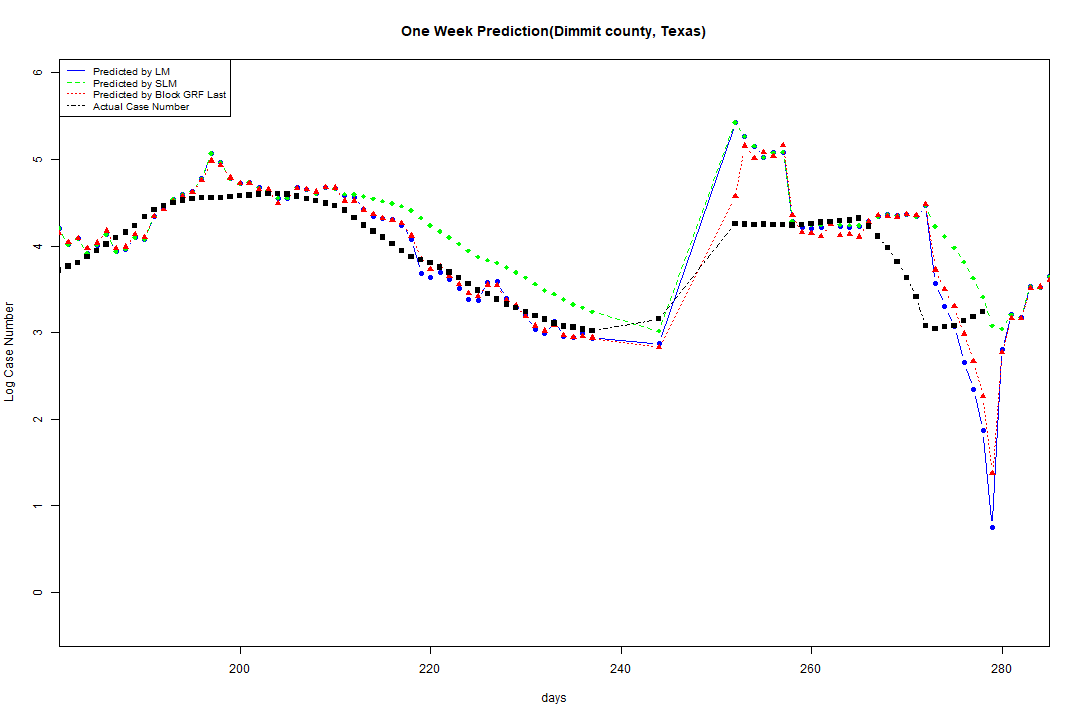 One Week Prediction(Dimmit county, Texas)
Predicted by LM
Predicted by SLM
Predicted by Block GRF Last
Actual Case Number
6
5
4
3
2
1
0
Log Case Number
200 220 240 260 280
days